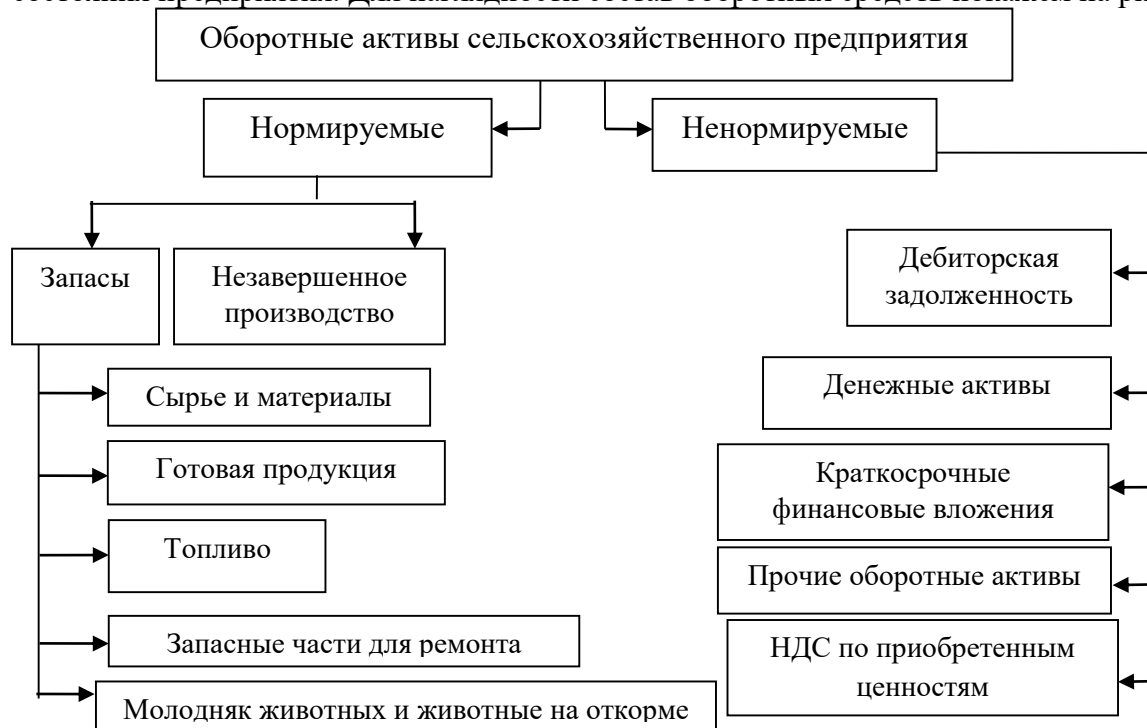 Оборотные активы сельскохозяйственного предприятия
Нормируемые
Ненормируемые
Запасы
Незавершенное
производство
Сырье и материалы
Готовая продукция
Топливо
Запасные части для ремонта
Молодняк животных и животные на откорме
Дебиторская
задолженность
Денежные активы
Краткосрочные
финансовые вложения
Прочие оборотные активы
НДС по приобретенным
ценностям